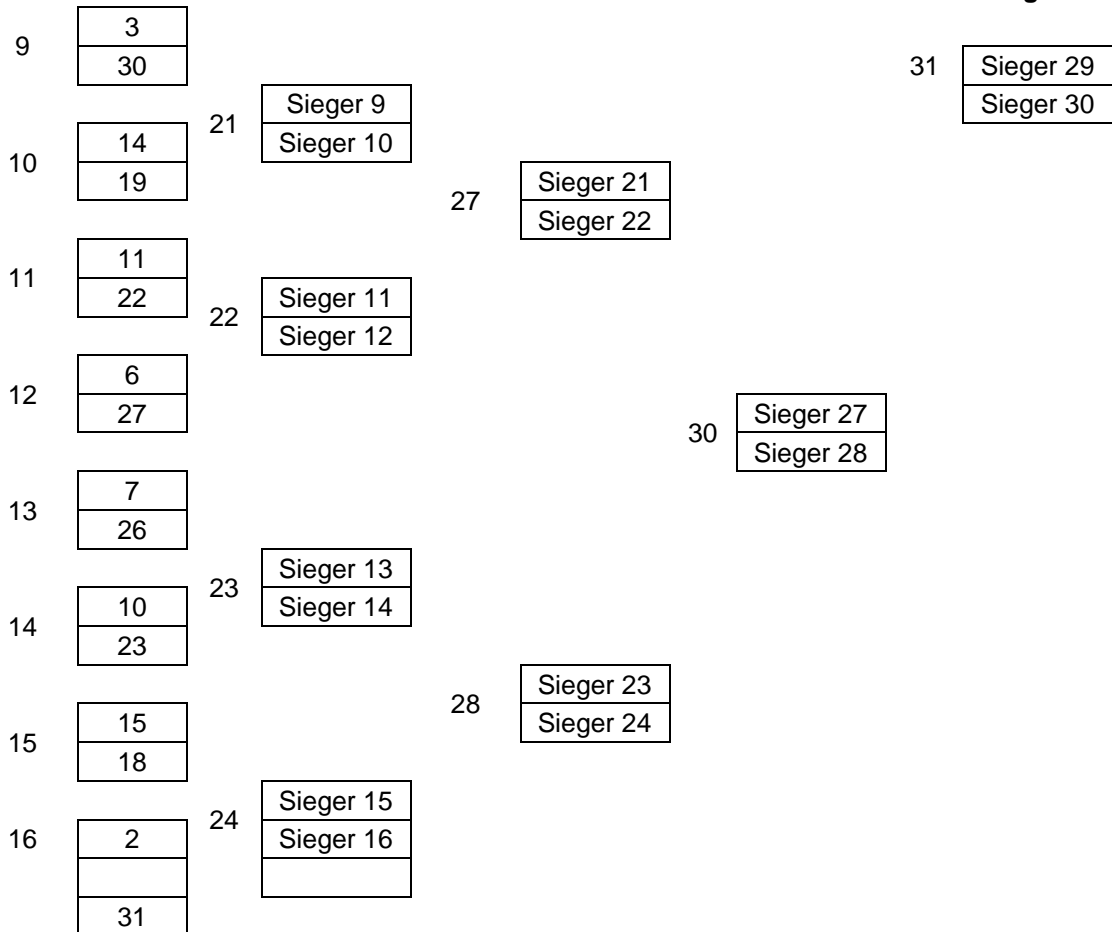 9
3
30
31
Sieger 29
Sieger 30
21
Sieger 9
Sieger 10
10
14
19
27
Sieger 21
Sieger 22
11
11
22
22
Sieger 11
Sieger 12
12
6
27
30
Sieger 27
Sieger 28
13
7
26
23
Sieger 13
Sieger 14
14
10
23
28
Sieger 23
Sieger 24
15
15
18
24
Sieger 15
Sieger 16
16
2
31